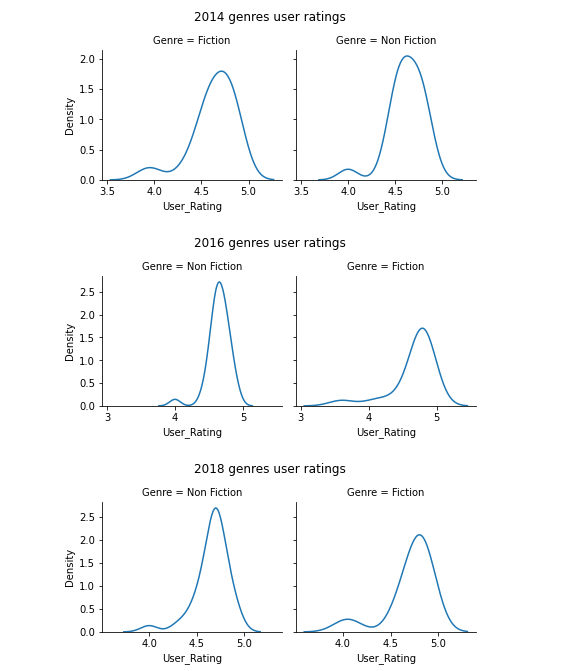 2014 genres user ratings
Genre = Fiction
Genre = Non Fiction
2.0
1.5
1.0
0.5
0.0
Density
3.5 4.0 4.5 5.0
3.5 4.0 4.5 5.0
User_Rating
User_Rating
2016 genres user ratings
Genre = Non Fiction
Genre = Fiction
2.5
2.0
1.5
1.0
0.5
0.0
Density
3 4 5
3 4 5
User_Rating
User_Rating
2018 genres user ratings
Genre = Non Fiction
Genre = Fiction
2.5
2.0
1.5
1.0
0.5
0.0
Density
4.0 4.5 5.0
4.0 4.5 5.0
User_Rating
User_Rating